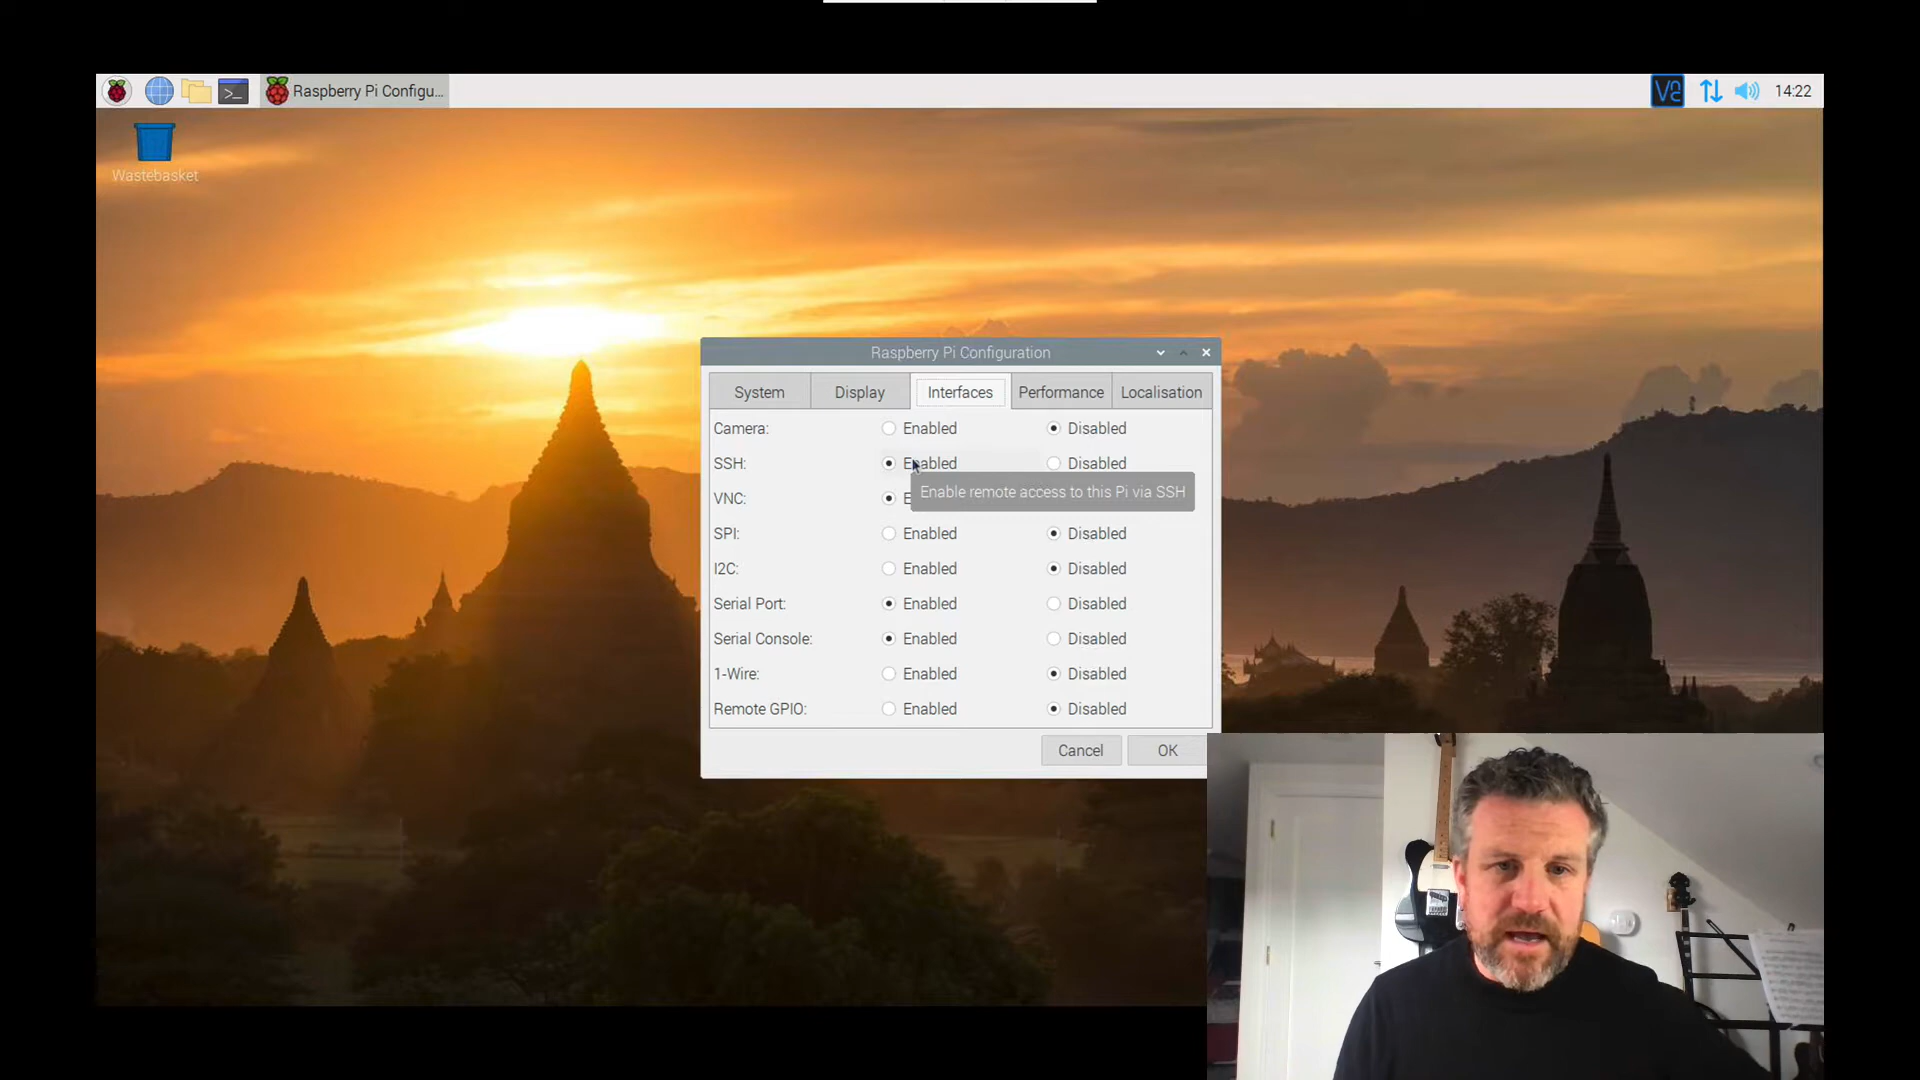 Raspberry Pi Configu...
VNC
14:22
Wastebasket
Raspberry Pi Configuration
System Display Interfaces Performance Localisation
Camera: Enabled Disabled
SSH: Enabled Disabled
Enable remote access to this Pi via SSH
VNC: E
SPI: Enabled Disabled
I2C: Enabled Disabled
Serial Port: Enabled Disabled
Serial Console: Enabled Disabled
1-Wire: Enabled Disabled
Remote GPIO: Enabled Disabled
Cancel OK